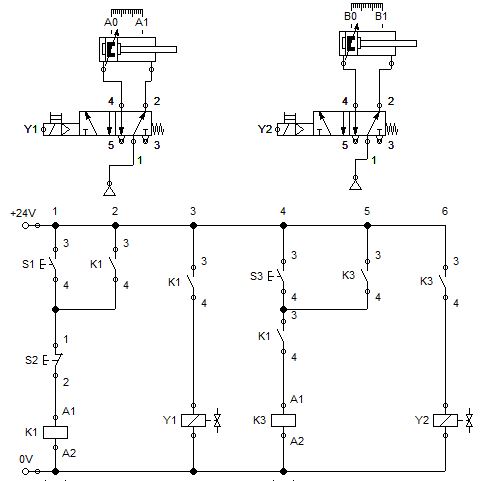 A0 A1
B0 B1
4 2
4 2
Y1
Y2
5 3
5 3
1
1
+24V 1 2 3 4 5 6
3 3 3 3 3 3
S1 K1 K1 S3 K3 K3
4 4 4 4 4 4
3
1
K1
S2
4
2
A1 A1
K1 Y1 K3 Y2
A2 A2
0V